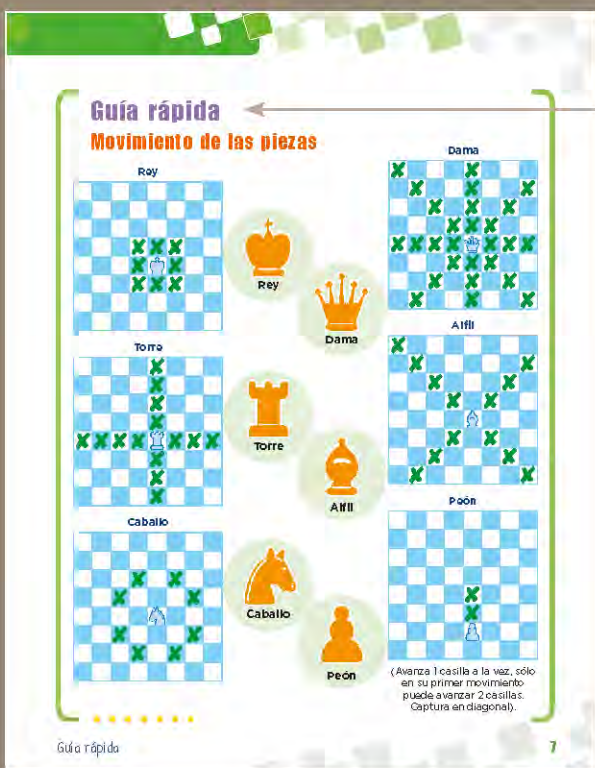 Guía rápida
Movimiento de las piezas
Rey
Dama
Rey
Dama
Torre
Alfil
Torre
Alfil
Caballo
Peón
Caballo
Peón
(Avanza 1 casilla a la vez, sólo
en su primer movimiento
puede avanzar 2 casillas.
Captura en diagonal).
Guía rápida
7